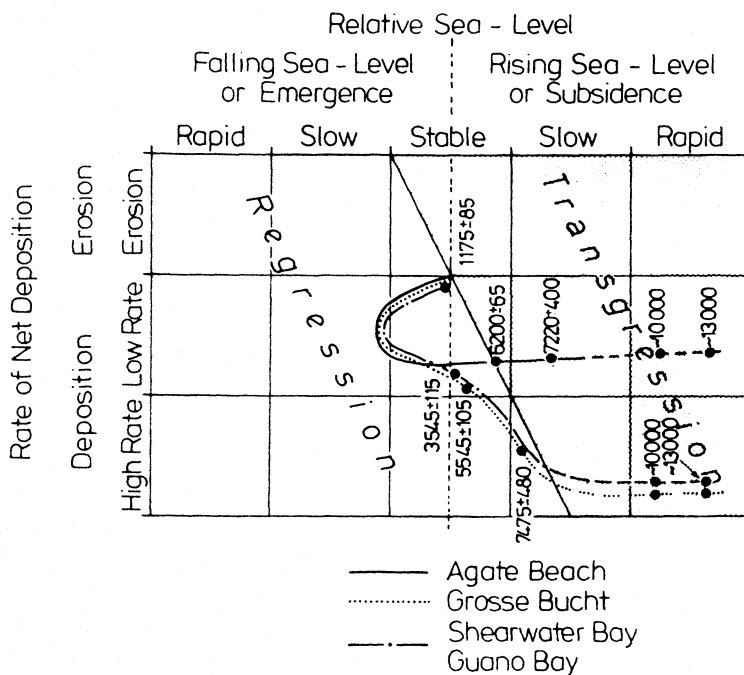 Relative Sea - Level
Falling Sea - Level
or Emergence
Rising Sea - Level
or Subsidence
Rapid
Slow
Stable
Slow
Rapid
Rate of Net Deposition
Erosion
Deposition
Erosion
Low Rate
High Rate
Regression
Transgression
1175±85
6200±65
7220±400
~10000
~13000
3545±115
5545±105
7475±480
~10000
~13000
Agate Beach
Grosse Bucht
Shearwater Bay
Guano Bay